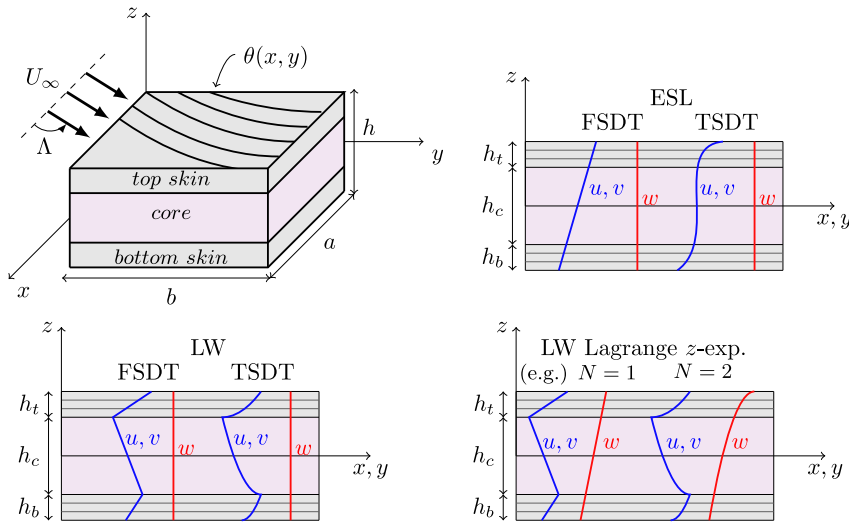 z
θ(x, y)
U∞
Λ
h
y
top skin
core
bottom skin
a
x
b
z
ESL
FSDT
TSDT
h_t
u, v
w
u, v
w
h_c
x, y
h_b
z
LW
FSDT
TSDT
h_t
u, v
w
u, v
w
h_c
x, y
h_b
z
LW Lagrange z-exp.
(e.g.) N = 1 N = 2
h_t
u, v
w
u, v
w
h_c
x, y
h_b